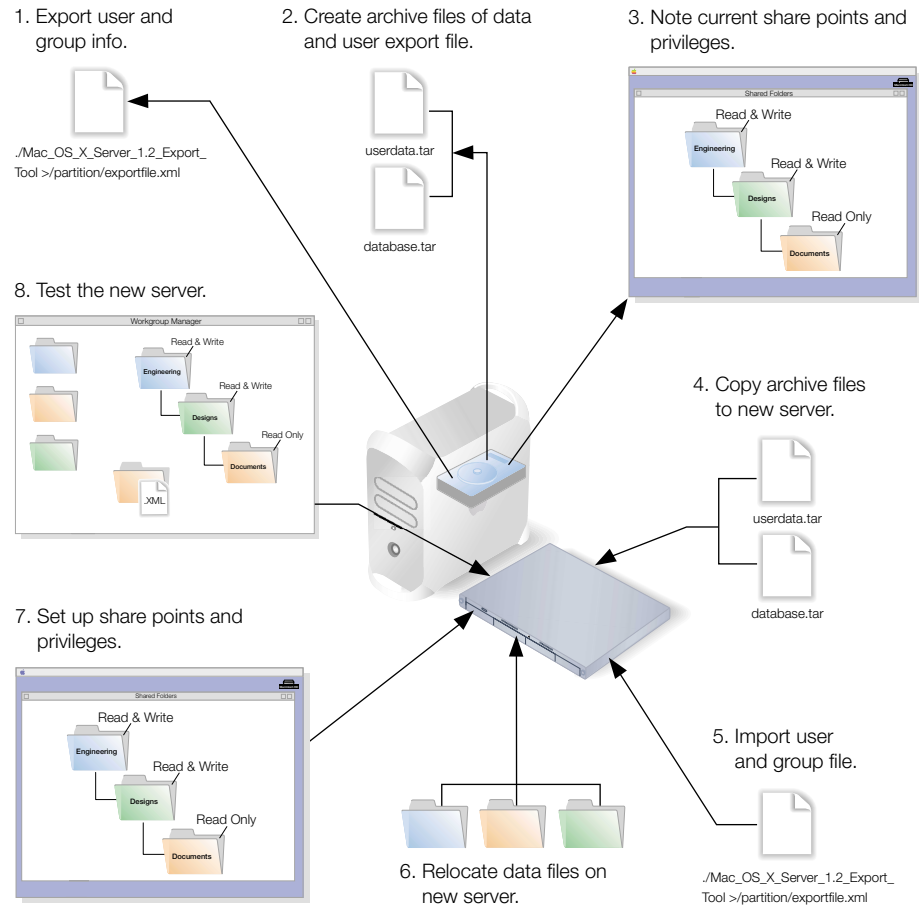 1. Export user and
group info.
./Mac_OS_X_Server_1.2_Export_
Tool >/partition/exportfile.xml
2. Create archive files of data
and user export file.
userdata.tar
database.tar
3. Note current share points and
privileges.
Shared Folders
Read & Write
Engineering
Read & Write
Designs
Read Only
Documents
8. Test the new server.
Workgroup Manager
Read & Write
Engineering
Read & Write
Designs
Read Only
Documents
.XML
4. Copy archive files
to new server.
userdata.tar
database.tar
7. Set up share points and
privileges.
Shared Folders
Read & Write
Engineering
Read & Write
Designs
Read Only
Documents
6. Relocate data files on
new server.
5. Import user
and group file.
./Mac_OS_X_Server_1.2_Export_
Tool >/partition/exportfile.xml